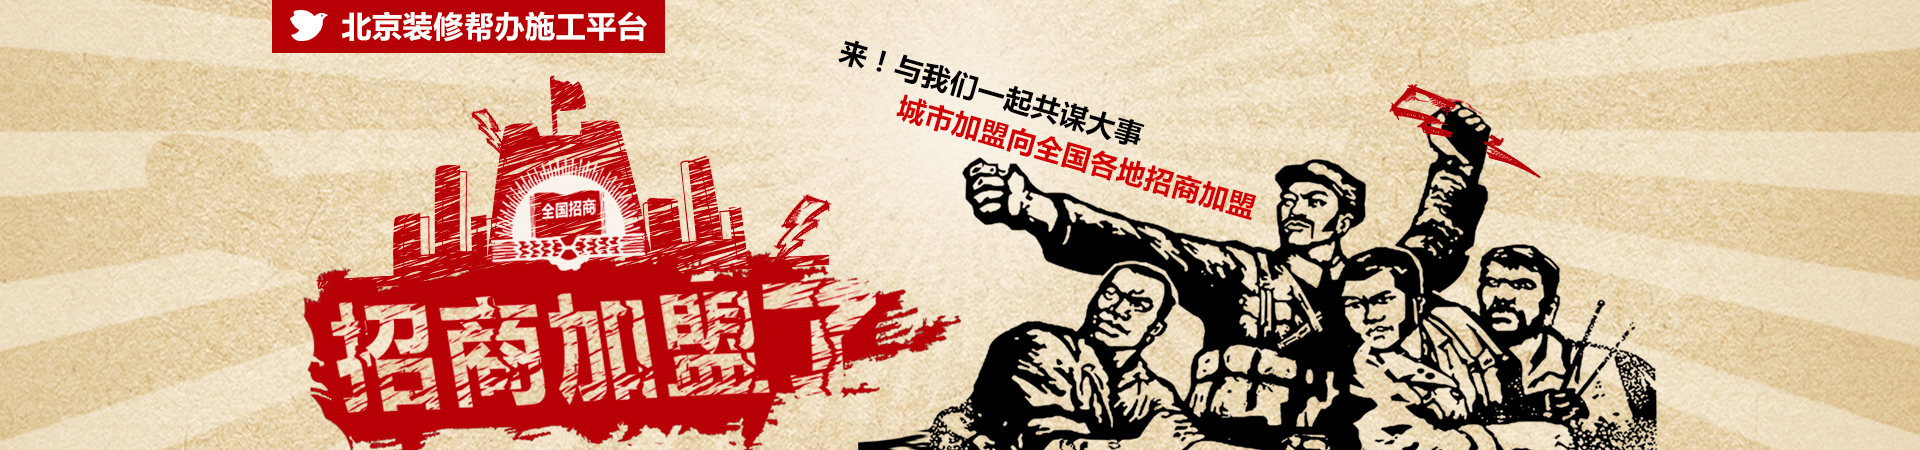 北京装修帮办施工平台
来！与我们一起共谋大事
城市加盟向全国各地招商加盟
全国招商
招商加盟了